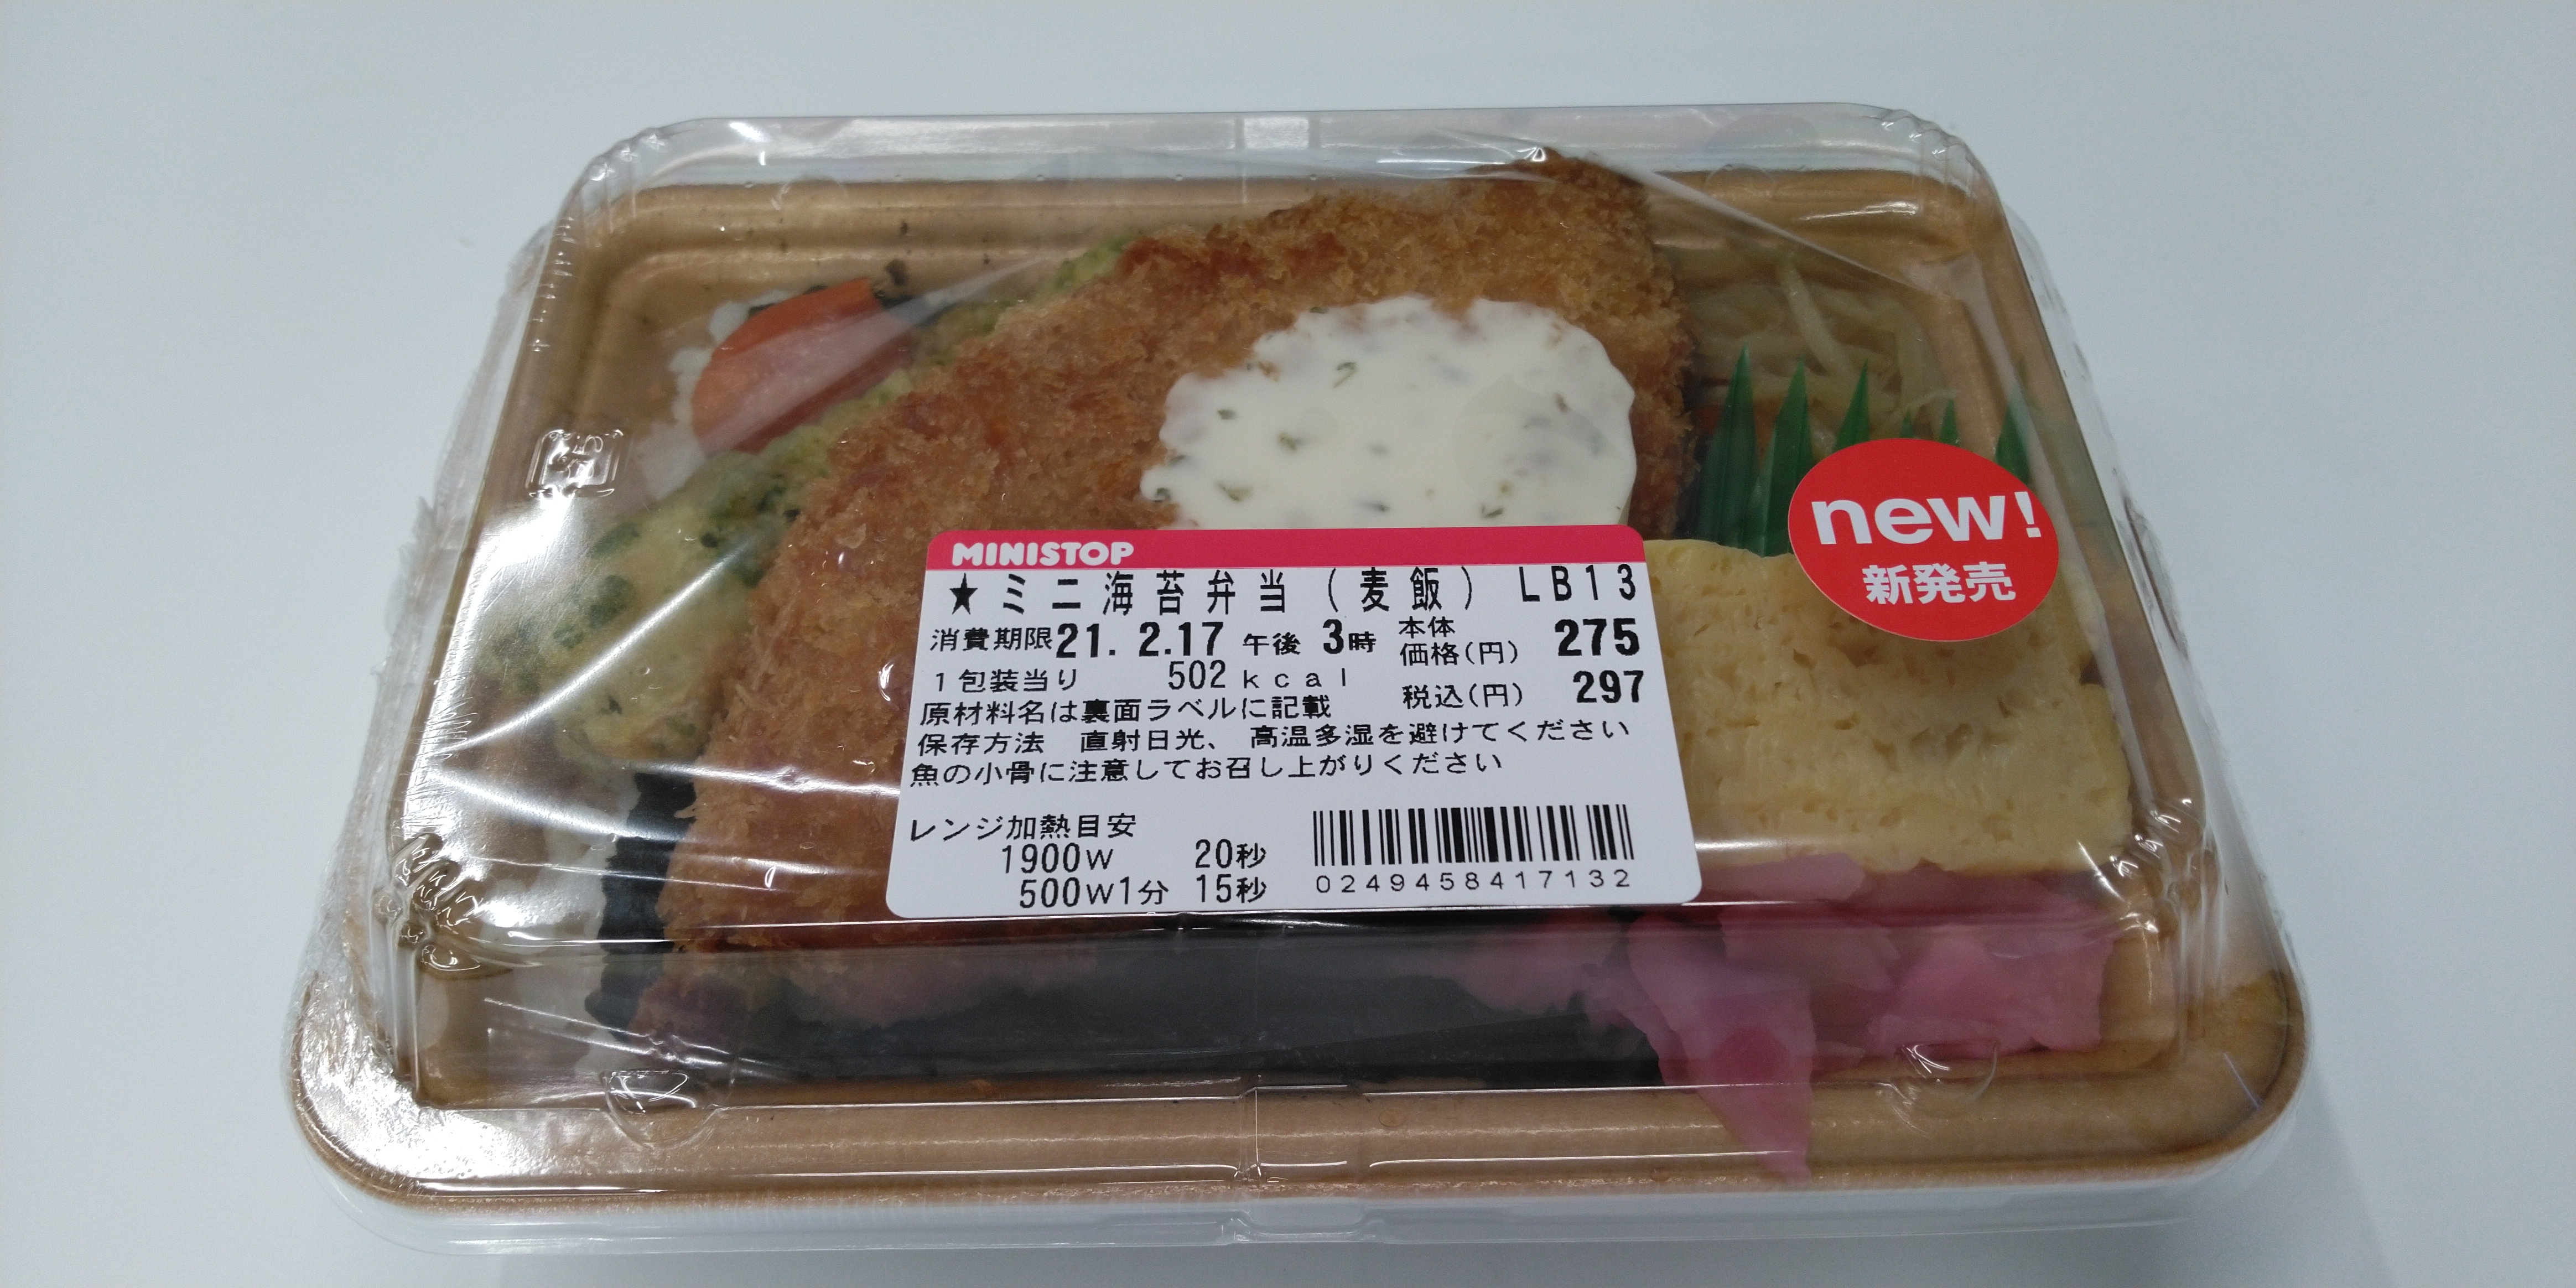 MINISTOP
★ミニ海苔弁当(麦飯) LB13
消費期限21. 2.17 午後 3時
本体価格(円) 275
1包装当り 502kcal
税込(円) 297
原材料名は裏面ラベルに記載
保存方法 直射日光、高温多湿を避けてください
魚の小骨に注意してお召し上がりください
レンジ加熱目安
1900W 20秒
500W1分 15秒
0249458417132
new!
新発売